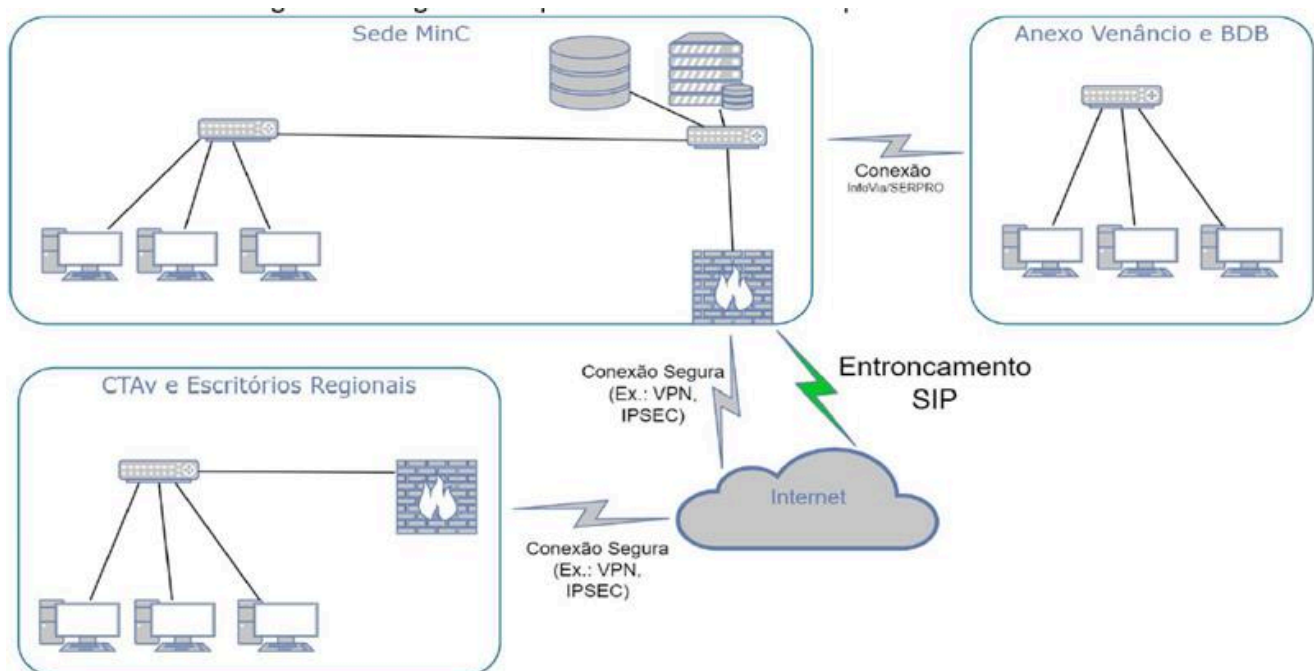 Sede MinC
Anexo Venâncio e BDB
Conexão
InfoVia/SERPRO
Conexão Segura
(Ex.: VPN,
IPSEC)
Entroncamento
SIP
CTAv e Escritórios Regionais
Internet
Conexão Segura
(Ex.: VPN,
IPSEC)